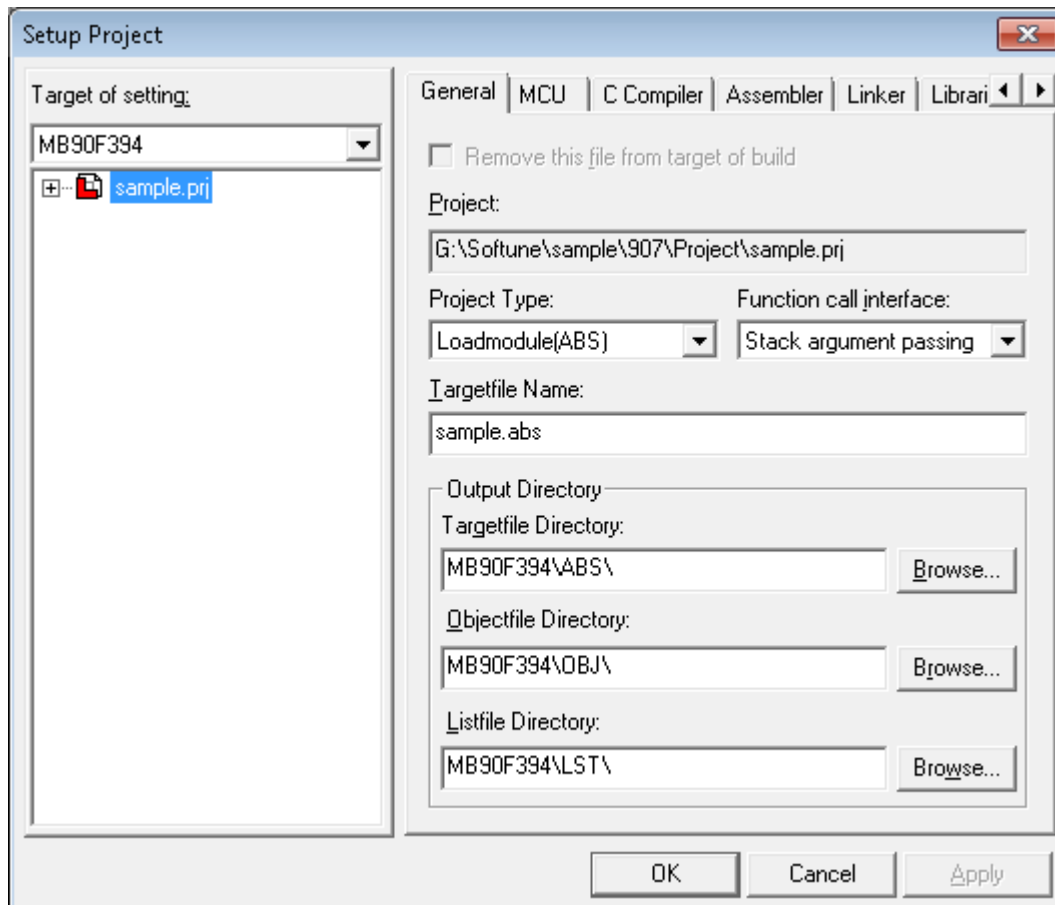 Setup Project
Target of setting:
MB90F394
sample.prj
General MCU C Compiler Assembler Linker Librari
Remove this file from target of build
Project:
G:\Softune\sample\907\Project\sample.prj
Project Type: Function call interface:
Loadmodule(ABS) Stack argument passing
Targetfile Name:
sample.abs
Output Directory
Targetfile Directory:
MB90F394\ABS\ Browse...
Objectfile Directory:
MB90F394\OBJ\ Browse...
Listfile Directory:
MB90F394\LST\ Browse...
OK Cancel Apply